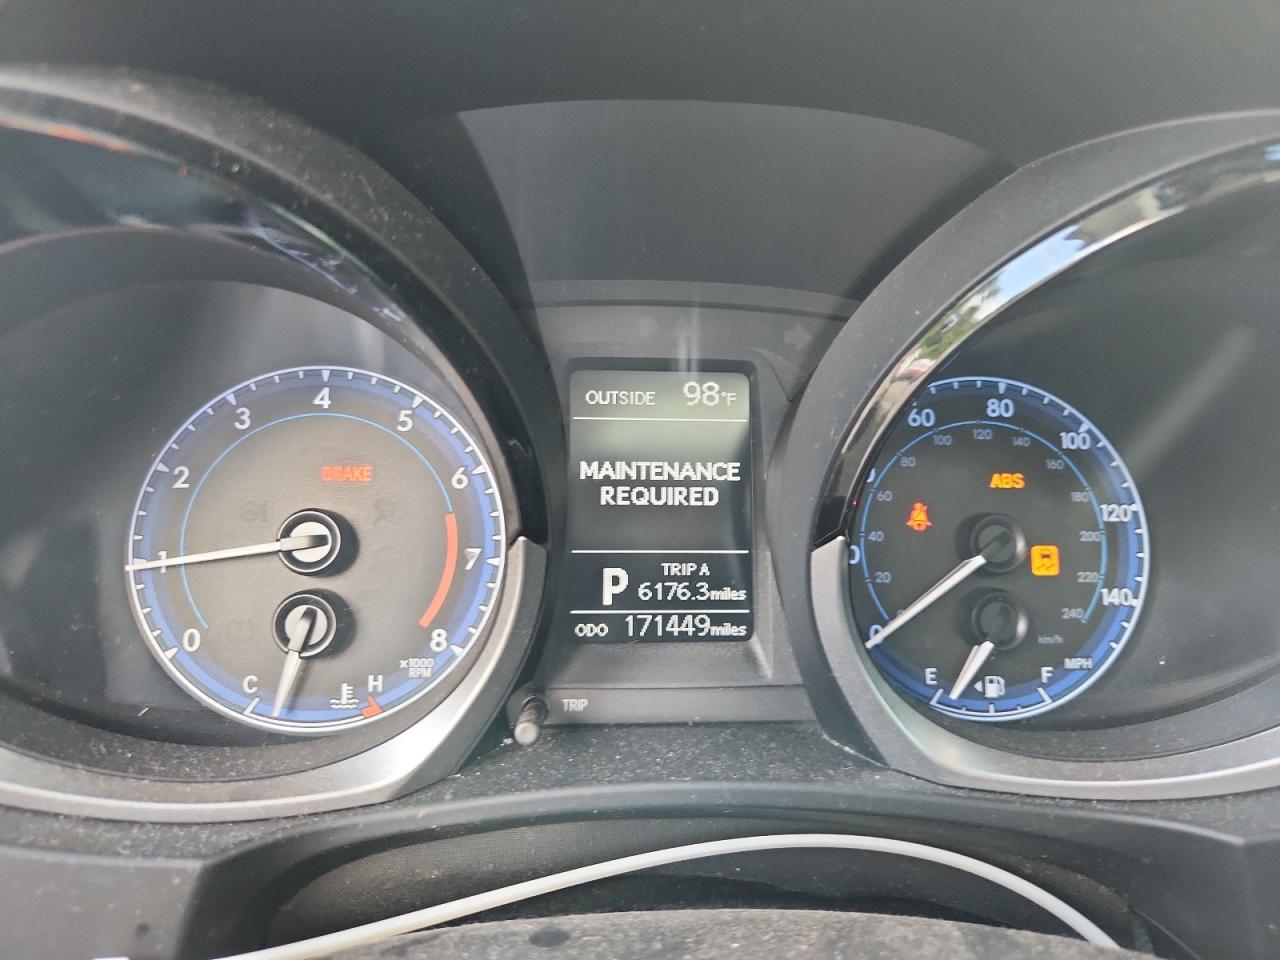 OUTSIDE 98°F
MAINTENANCE
REQUIRED
TRIP A
P 6176.3miles
ODO 171449miles
TRIP
0 1 2 3 4 5 6 7 8
BRAKE
x1000
RPM
C H
0 20 40 60 80 100 120 140 160 180 200 220 240
km/h
0 60 80 100 120 140
MPH
ABS
E F